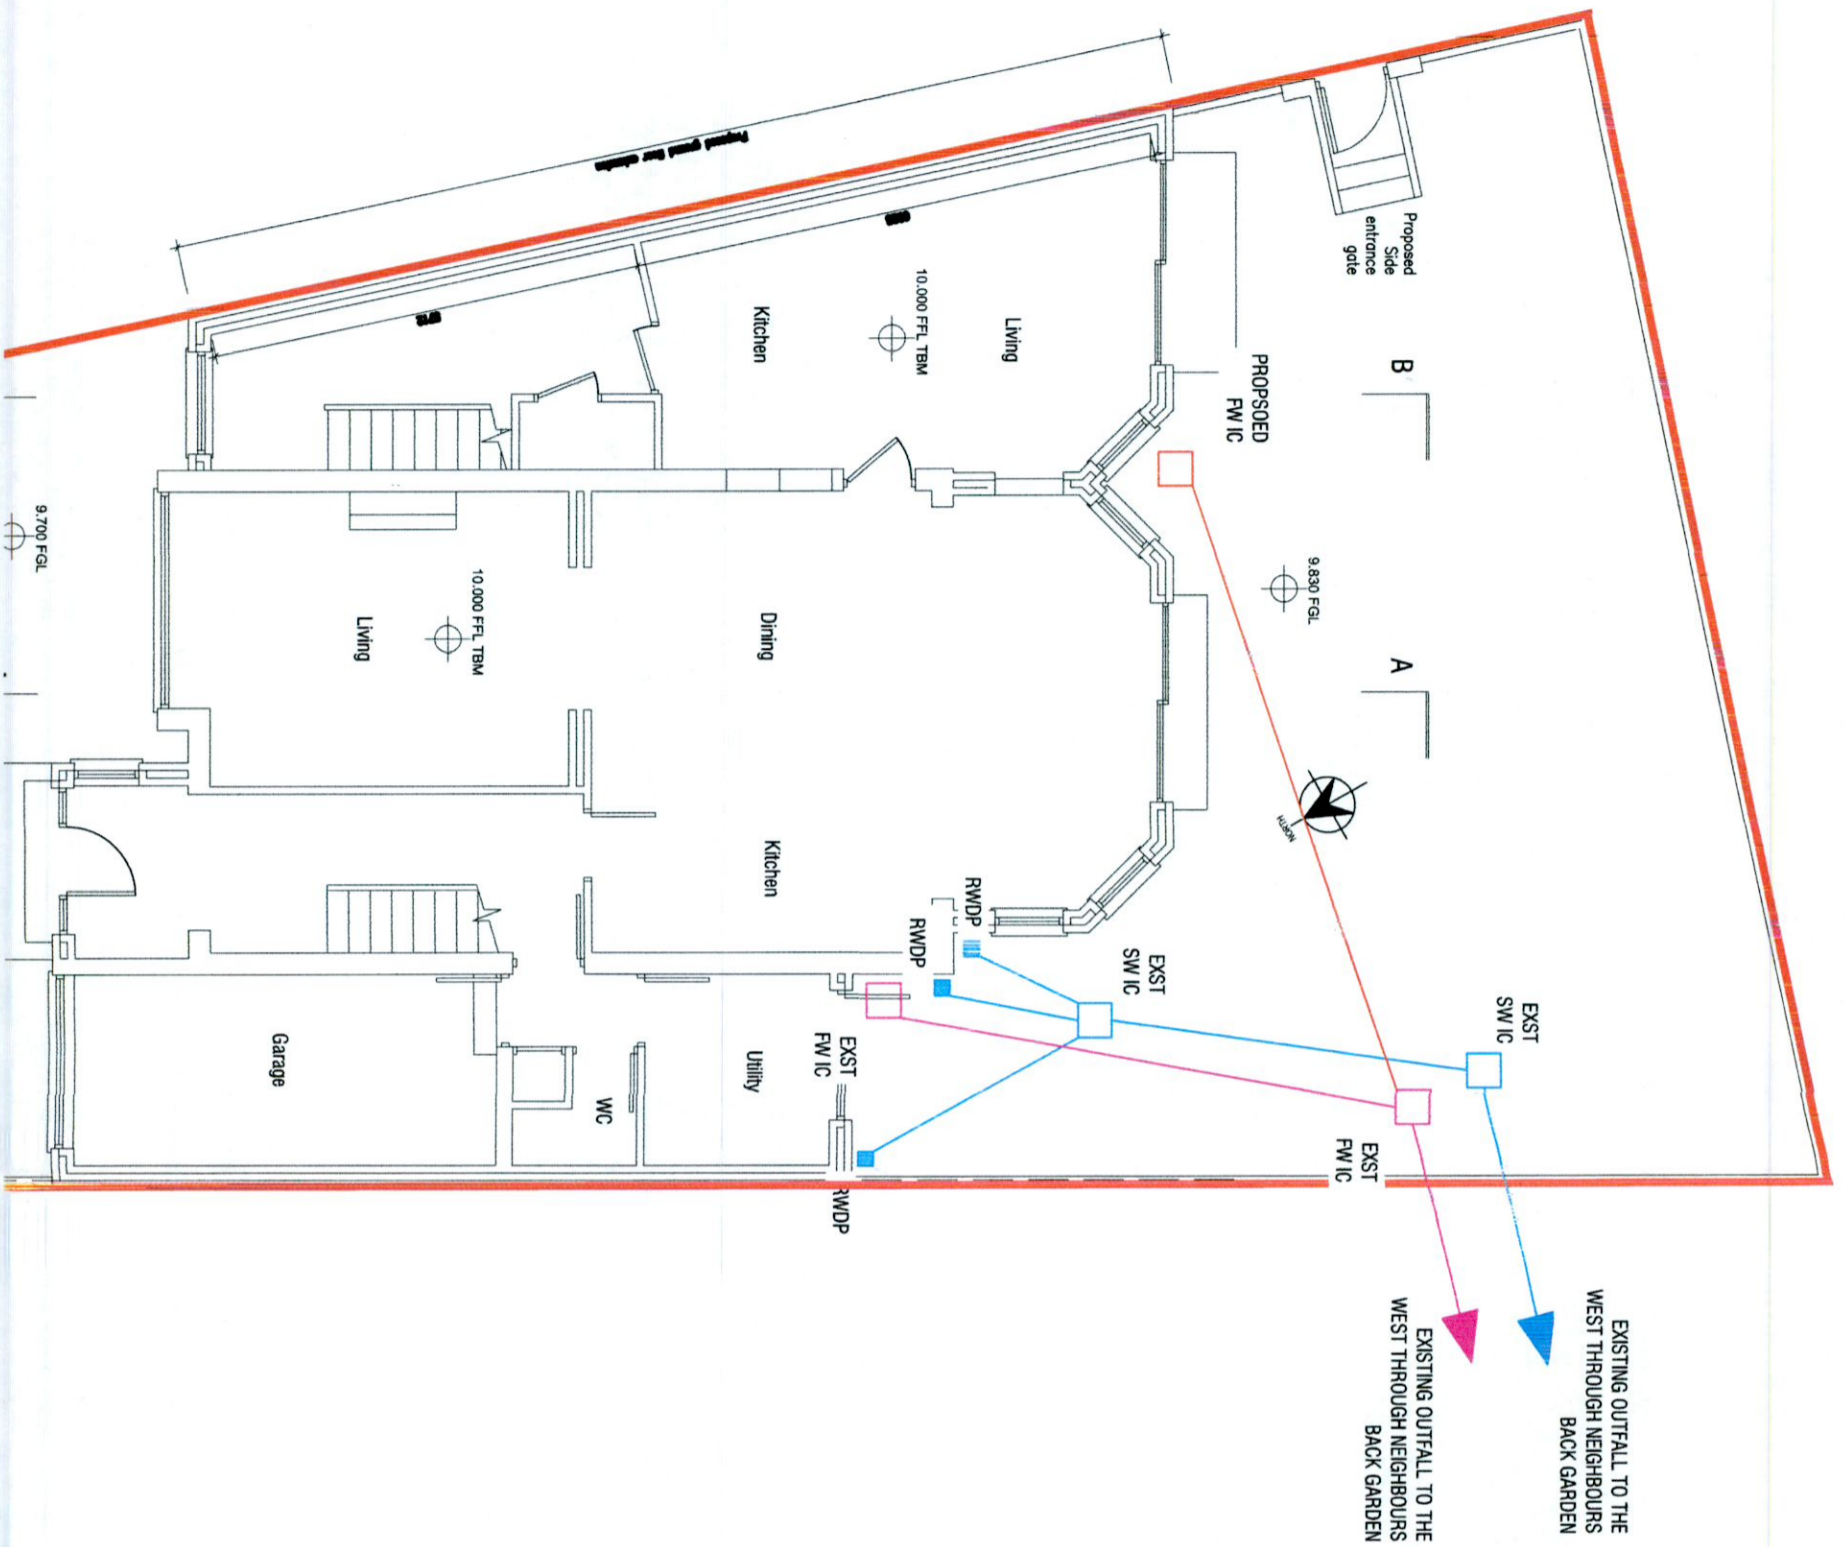 Proposed
Side
entrance
gate
B
PROPSOED
FW IC
10.000 FFL TBM
Kitchen
Living
9.830 FGL
A
NORTH
9.700 FGL
10.000 FFL TBM
Living
Dining
Kitchen
RWDP
RWDP
EXST
SW IC
EXST
SW IC
EXST
FW IC
EXST
FW IC
Garage
WC
Utility
RWDP
EXISTING OUTFALL TO THE
WEST THROUGH NEIGHBOURS
BACK GARDEN
EXISTING OUTFALL TO THE
WEST THROUGH NEIGHBOURS
BACK GARDEN